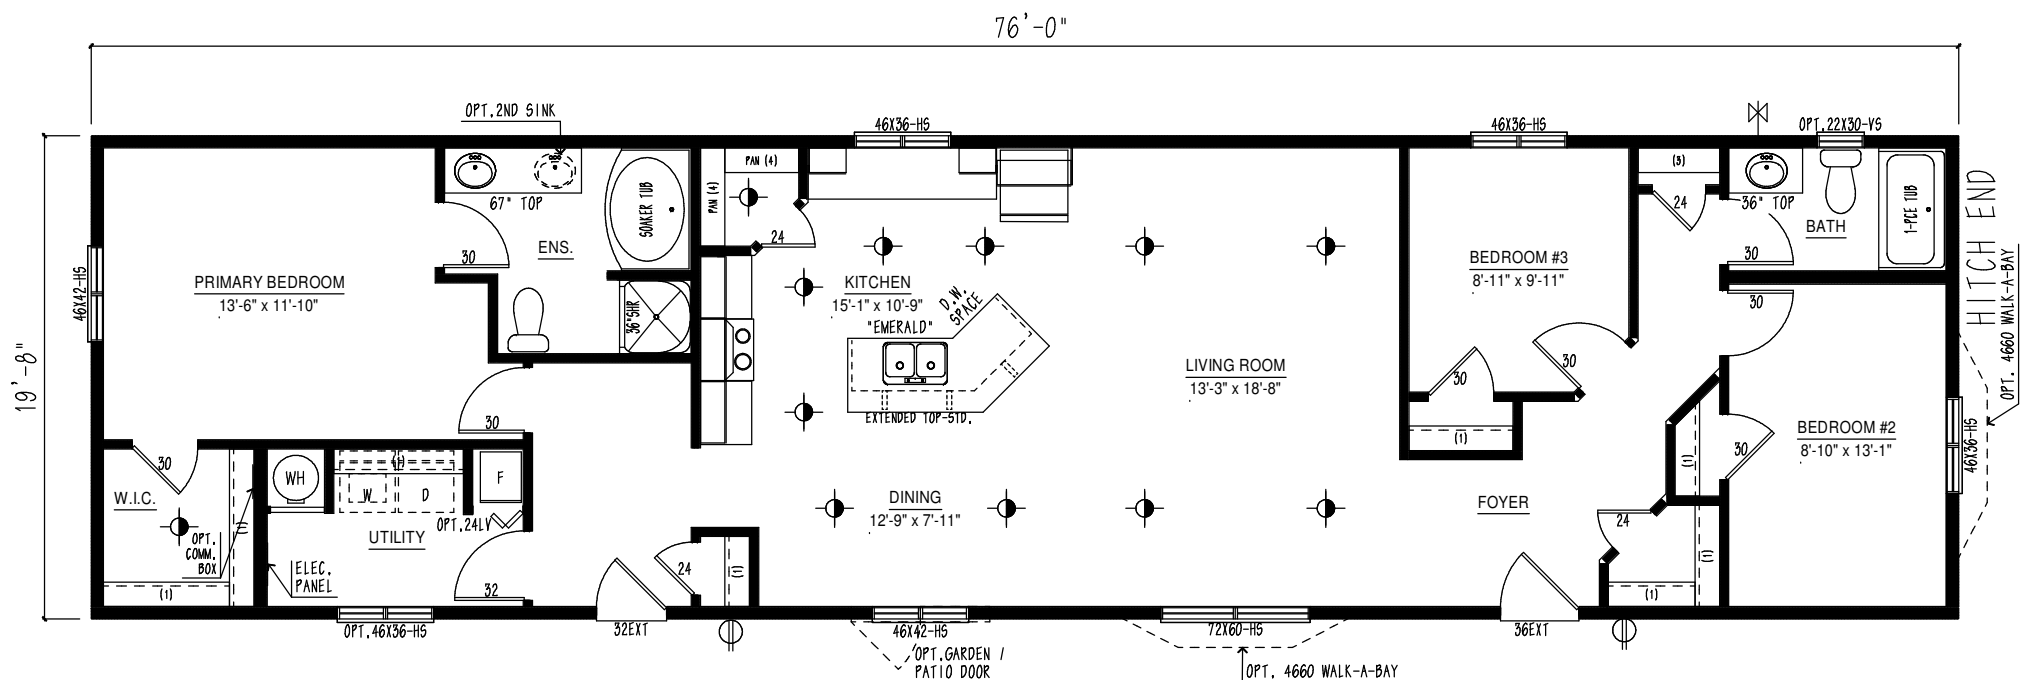 76'-0"
OPT.2ND SINK
46X36-HS
46X36-HS
OPT.22X30-VS
19'-8"
46X42-HS
PRIMARY BEDROOM
13'-6" x 11'-10"
30
67" TOP
ENS.
SOAKER TUB
36"SHR
30
PAN (4)
PAN (4)
24
KITCHEN
15'-1" x 10'-9"
"EMERALD"
D.W.
SPACE
EXTENDED TOP-STD.
LIVING ROOM
13'-3" x 18'-8"
BEDROOM #3
8'-11" x 9'-11"
30
30
(1)
(3)
24
36" TOP
BATH
1-PCE TUB
30
30
HITCH END
OPT. 4660 WALK-A-BAY
46X36-HS
BEDROOM #2
8'-10" x 13'-1"
30
(1)
W.I.C.
30
OPT.
COMM.
BOX
(1)
(1)
WH
(1)
W
D
F
OPT.24LV
UTILITY
ELEC.
PANEL
32
24
(1)
DINING
12'-9" x 7'-11"
FOYER
24
(1)
(1)
OPT.46X36-HS
32EXT
46X42-HS
OPT.GARDEN /
PATIO DOOR
72X60-HS
OPT. 4660 WALK-A-BAY
36EXT